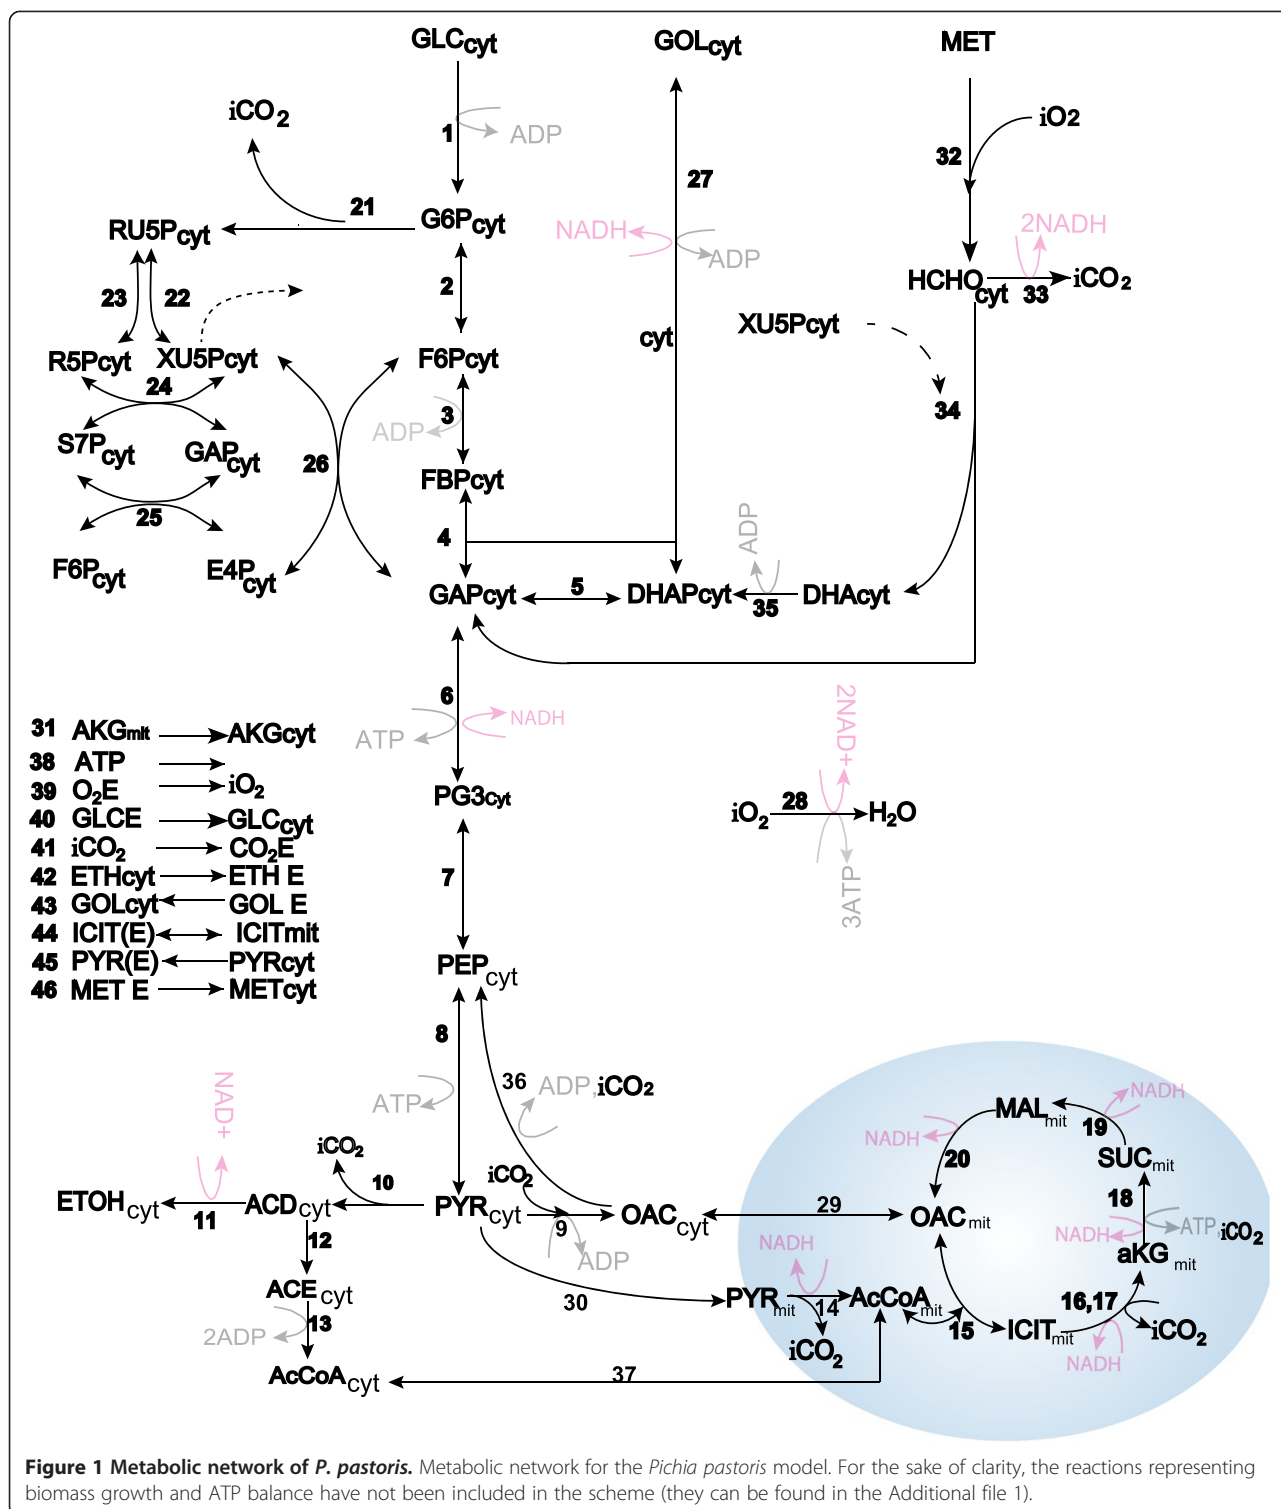 GLCcyt GOLcyt MET
iCO2 1 ADP iO2
32
27
21
RU5Pcyt G6Pcyt NADH ADP 2NADH
HCHOcyt 33 iCO2
23 22 2
XU5Pcyt
cyt
R5Pcyt XU5Pcyt F6Pcyt
24
3 34
ADP
S7Pcyt GAPcyt 26 FBPcyt
25 4 ADP
F6Pcyt E4Pcyt
GAPcyt 5 DHAPcyt 35 DHAcyt
6 2NAD+
ATP NADH
31 AKGmit AKGcyt
38 ATP
39 O2E iO2
40 GLCE GLCcyt
41 iCO2 CO2E
42 ETHcyt ETH E
43 GOLcyt GOL E
44 ICIT(E) ICITmit
45 PYR(E) PYRcyt
46 MET E METcyt
PG3cyt iO2 28 H2O
7 3ATP
PEPcyt
8
36 ADP, iCO2
ATP
NAD+
MALmit NADH
19
NADH 20 SUCmit
iCO2 10 iCO2
18
ETOHcyt 11 ACDcyt PYRcyt 9 OACcyt 29 OACmit NADH ATP, iCO2
12 ADP NADH aKG mit
ACEcyt 30 PYRmit 14 AcCoAmit 16,17
13 15 ICITmit iCO2
2ADP iCO2 NADH
AcCoAcyt 37
Figure 1 Metabolic network of P. pastoris. Metabolic network for the Pichia pastoris model. For the sake of clarity, the reactions representing
biomass growth and ATP balance have not been included in the scheme (they can be found in the Additional file 1).